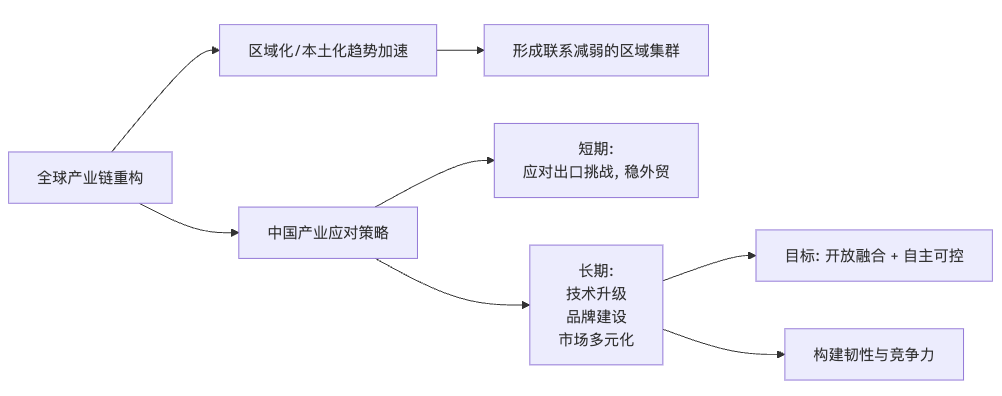 区域化/本土化趋势加速
形成联系减弱的区域集群
全球产业链重构
中国产业应对策略
短期:
应对出口挑战, 稳外贸
长期:
技术升级
品牌建设
市场多元化
目标: 开放融合 + 自主可控
构建韧性与竞争力